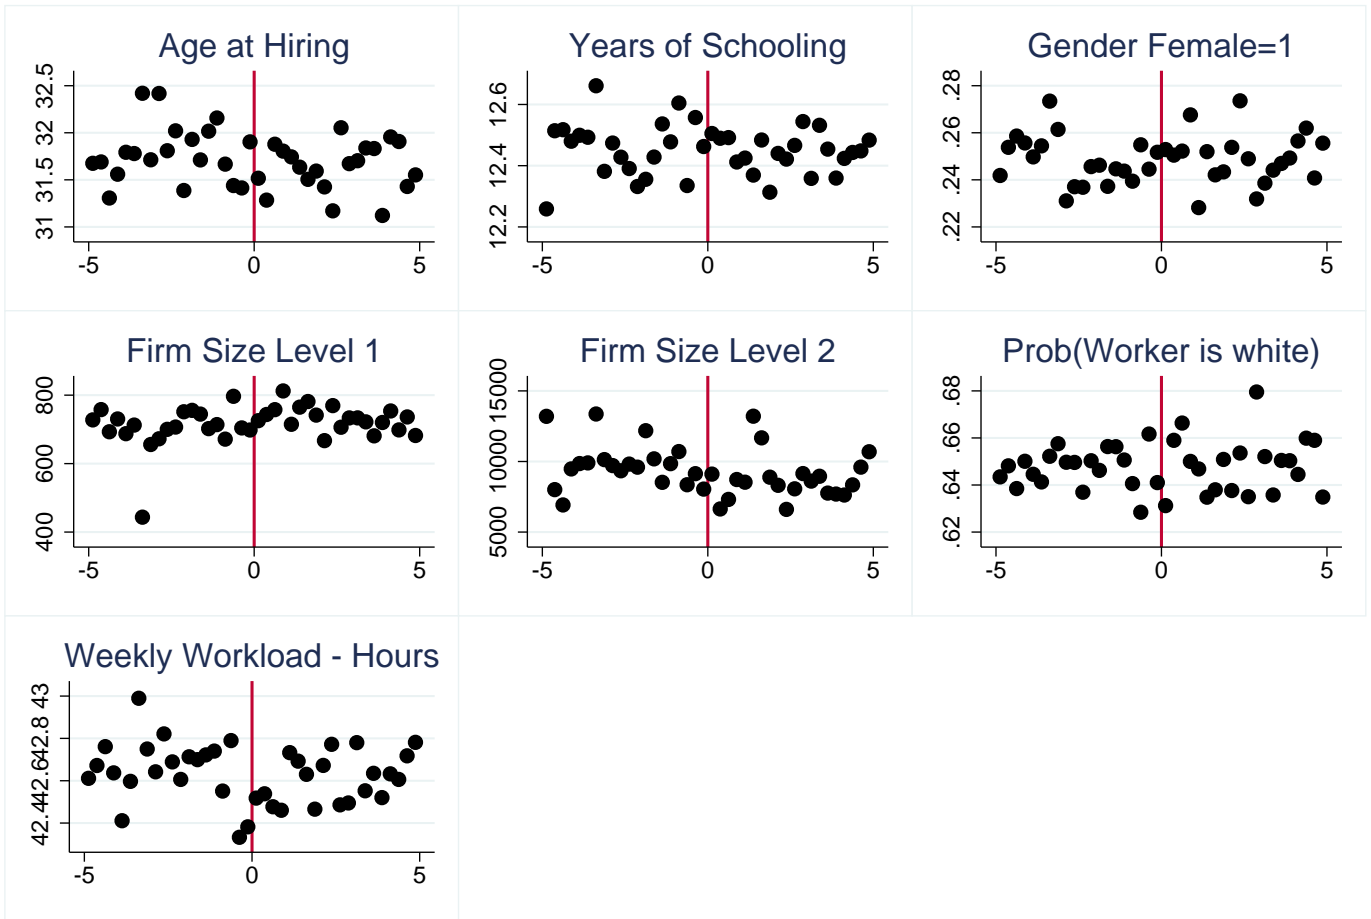 Age at Hiring
32.5
32
31.5
31
-5 0 5
Years of Schooling
12.6
12.4
12.2
-5 0 5
Gender Female=1
.28
.26
.24
.22
-5 0 5
Firm Size Level 1
800
600
400
-5 0 5
Firm Size Level 2
15000
10000
5000
-5 0 5
Prob(Worker is white)
.68
.66
.64
.62
-5 0 5
Weekly Workload - Hours
43
42.8
42.6
42.4
-5 0 5